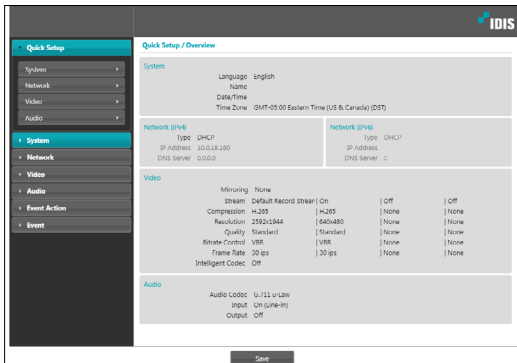 IDIS
Quick Setup
System
Network
Video
Audio
System
Network
Video
Audio
Event Action
Event
Quick Setup / Overview
System
Language English
Name
Date/Time
Time Zone GMT-05:00 Eastern Time (US & Canada) (DST)
Network (IPv4)
Type DHCP
IP Address 10.0.18.160
DNS Server 0.0.0.0
Network (IPv6)
Type DHCP
IP Address
DNS Server ::
Video
Mirroring None
Stream Default Record Strear | On | Off | Off
Compression H.265 | H.265 | None | None
Resolution 2592x1944 | 640x480 | None | None
Quality Standard | Standard | None | None
Bitrate Control VBR | VBR | None | None
Frame Rate 30 ips | 30 ips | None | None
Intelligent Codec Off
Audio
Audio Codec G.711 u-Law
Input On (Line-in)
Output Off
Save